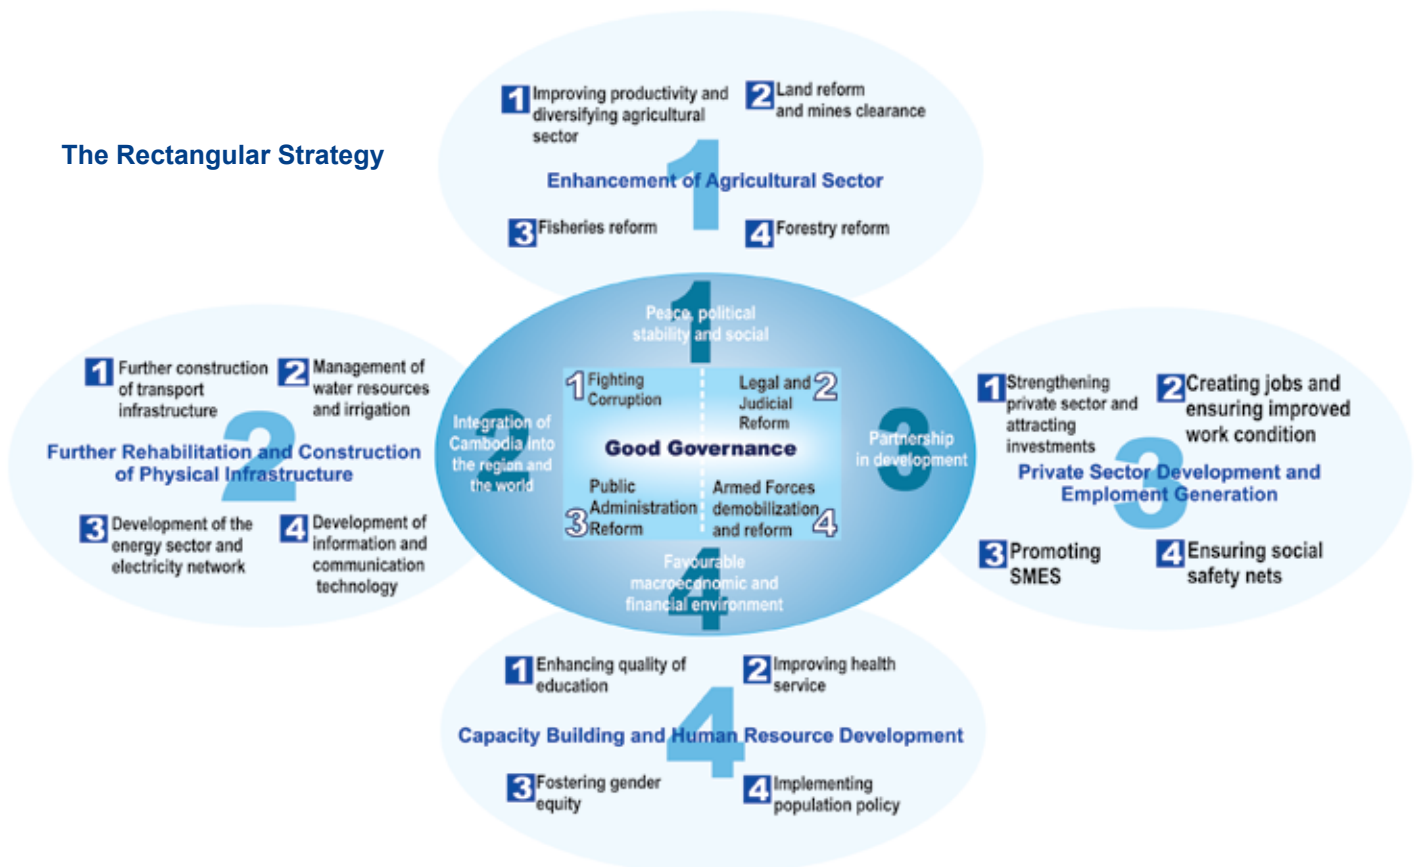 The Rectangular Strategy
1 Improving productivity and
diversifying agricultural
sector
2 Land reform
and mines clearance
1
Enhancement of Agricultural Sector
3 Fisheries reform
4 Forestry reform
1
Peace, political
stability and social
1 Further construction
of transport
infrastructure
2 Management of
water resources
and irrigation
2
Further Rehabilitation and Construction
of Physical Infrastructure
3 Development of the
energy sector and
electricity network
4 Development of
information and
communication
technology
2
Integration of
Cambodia into
the region and
the world
1 Fighting
Corruption
Legal and 2
Judicial
Reform
Good Governance
Public
Administration
3 Reform
Armed Forces
demobilization
and reform 4
3
Partnership
in development
1 Strengthening
private sector and
attracting
investments
2 Creating jobs and
ensuring improved
work condition
3
Private Sector Development and
Emploment Generation
3 Promoting
SMES
4 Ensuring social
safety nets
4
Favourable
macroeconomic and
financial environment
1 Enhancing quality of
education
2 Improving health
service
4
Capacity Building and Human Resource Development
3 Fostering gender
equity
4 Implementing
population policy